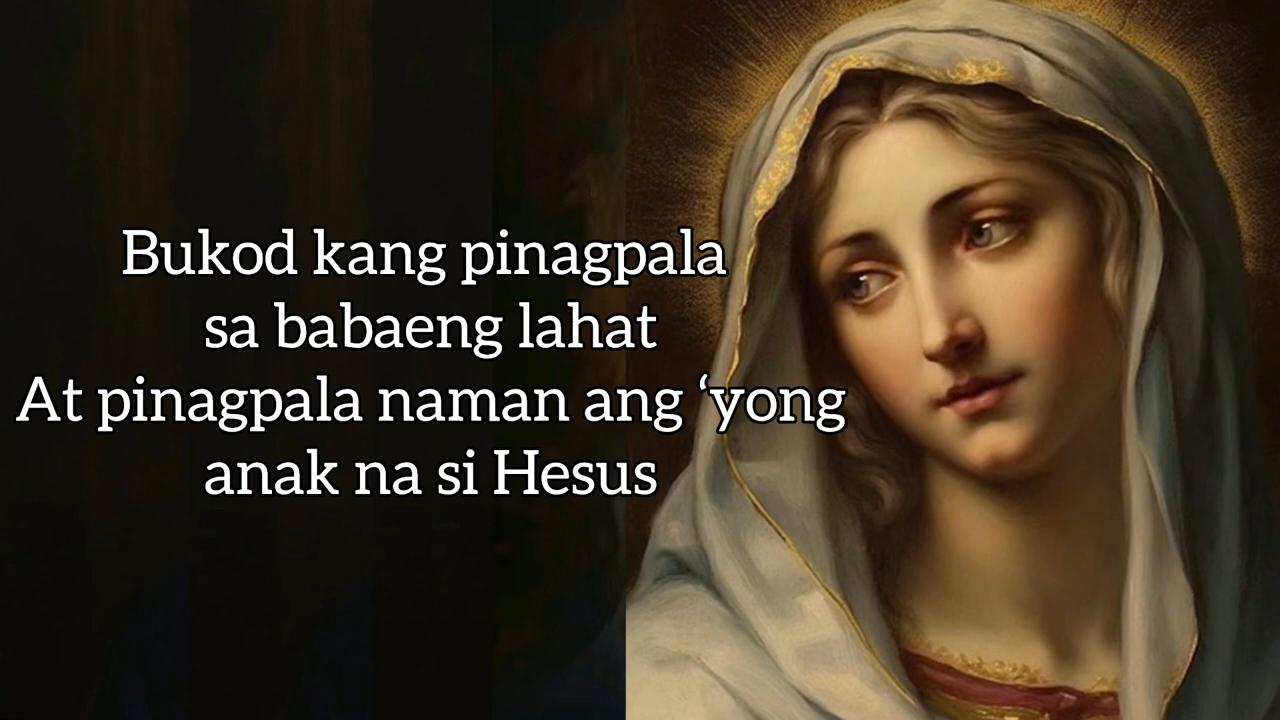 Bukod kang pinagpala
sa babaeng lahat
At pinagpala naman ang ‘yong
anak na si Hesus